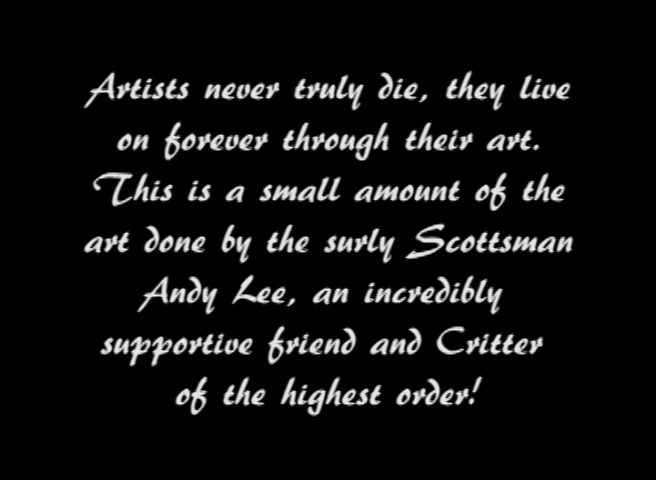 Artists never truly die, they live
on forever through their art.
This is a small amount of the
art done by the surly Scottsman
Andy Lee, an incredibly
supportive friend and Critter
of the highest order!